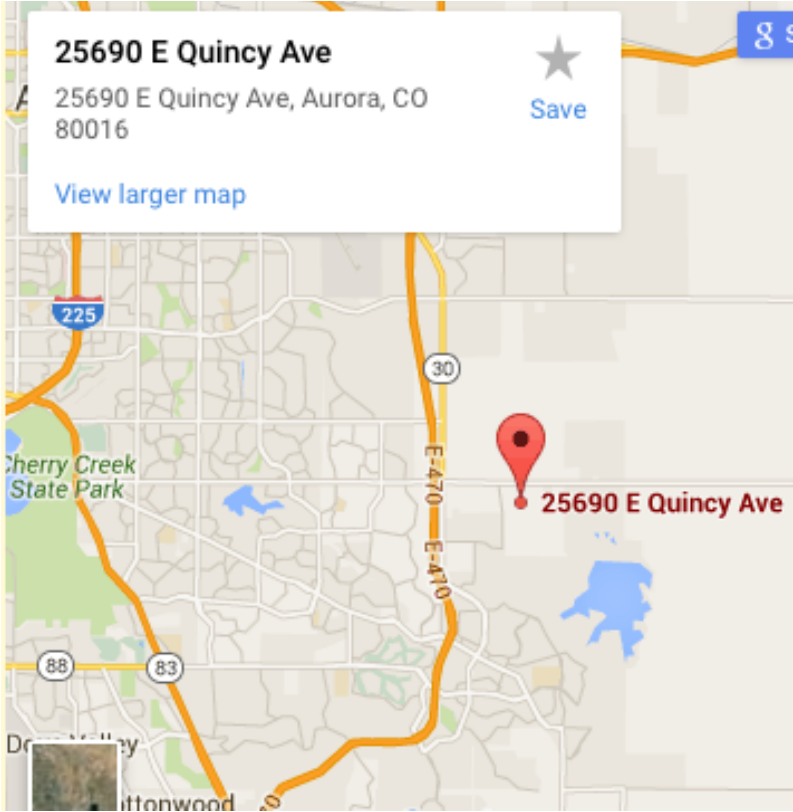 25690 E Quincy Ave
25690 E Quincy Ave, Aurora, CO
80016
Save
View larger map
g
225
30
Cherry Creek
State Park
E-470
25690 E Quincy Ave
E-470
88
83
ttonwood